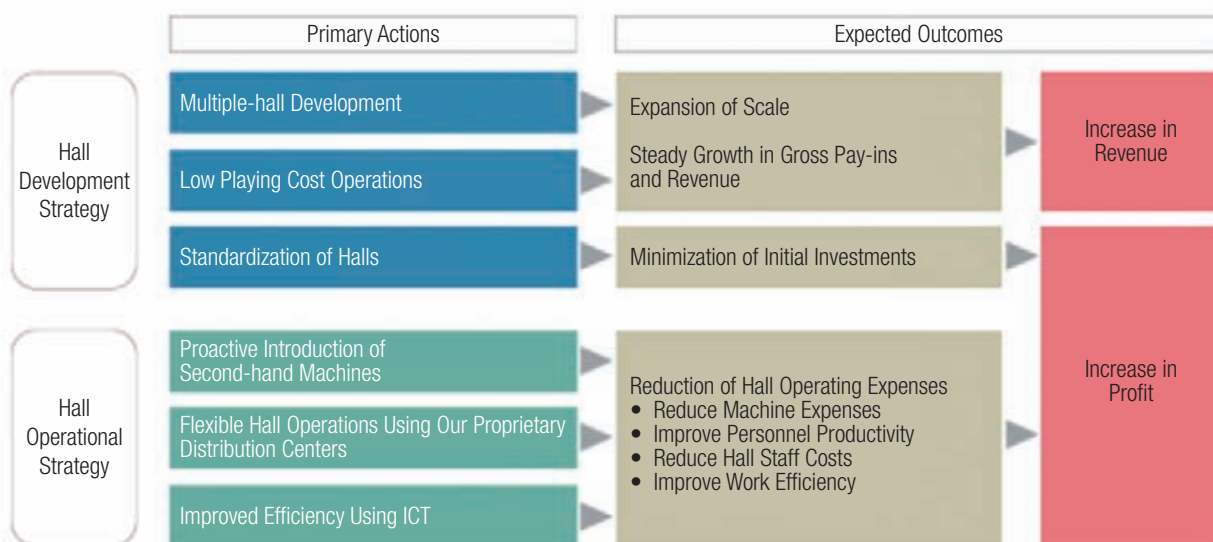 Primary Actions
Expected Outcomes
Hall
Development
Strategy
Multiple-hall Development
Low Playing Cost Operations
Standardization of Halls
Expansion of Scale
Steady Growth in Gross Pay-ins
and Revenue
Minimization of Initial Investments
Increase in
Revenue
Hall
Operational
Strategy
Proactive Introduction of
Second-hand Machines
Flexible Hall Operations Using Our Proprietary
Distribution Centers
Improved Efficiency Using ICT
Reduction of Hall Operating Expenses
• Reduce Machine Expenses
• Improve Personnel Productivity
• Reduce Hall Staff Costs
• Improve Work Efficiency
Increase in
Profit